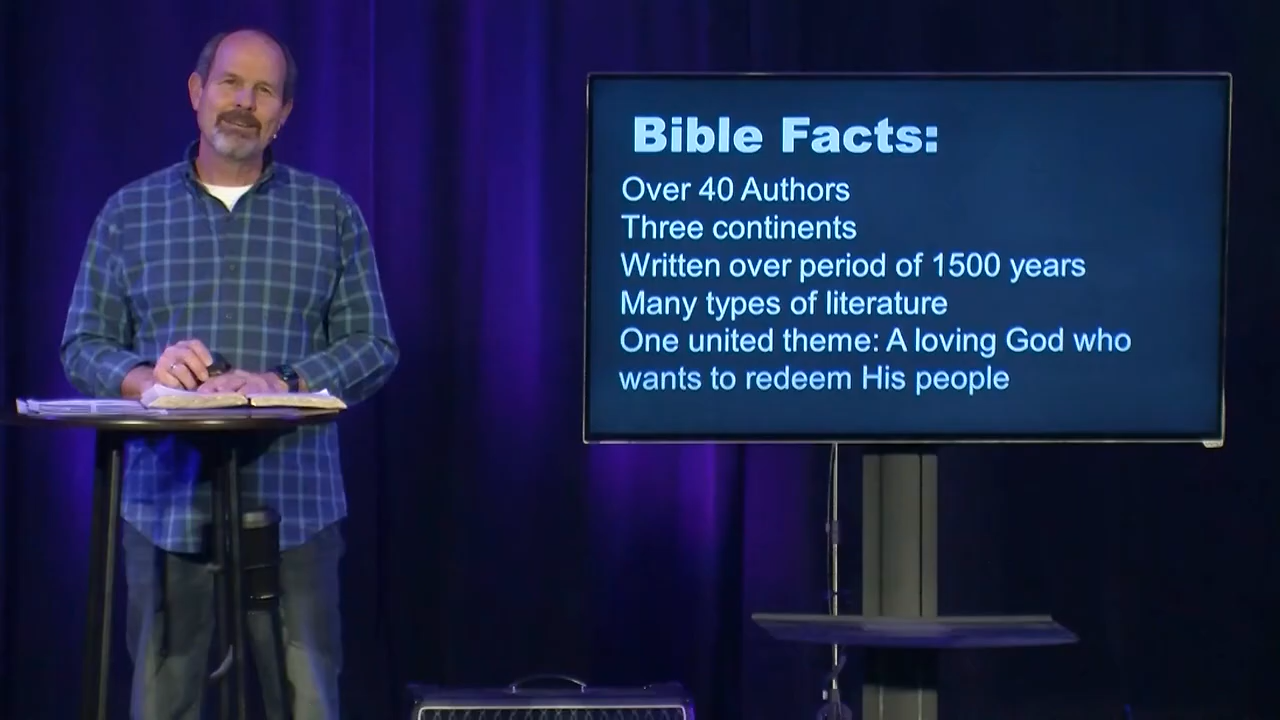 Bible Facts:
Over 40 Authors
Three continents
Written over period of 1500 years
Many types of literature
One united theme: A loving God who
wants to redeem His people